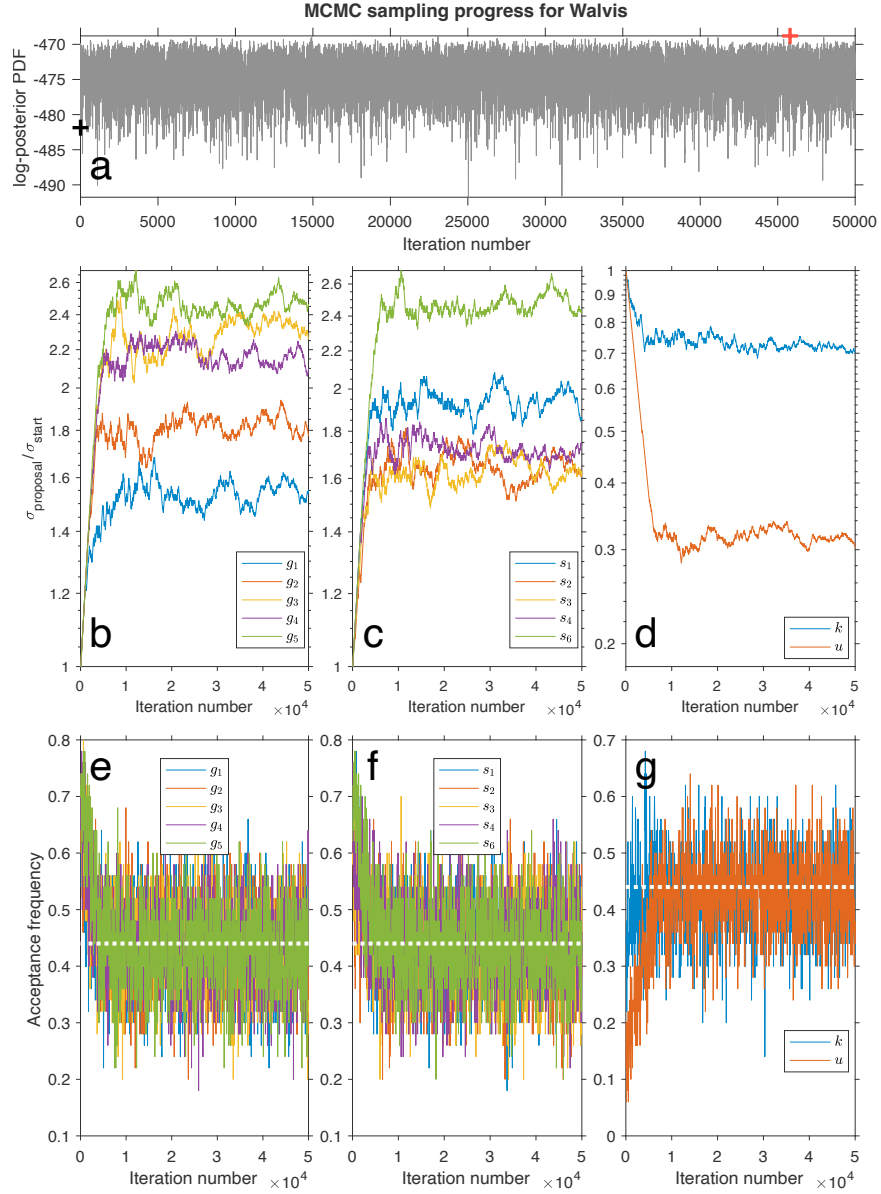 MCMC sampling progress for Walvis
log-posterior PDF
-470
-475
-480
-485
-490
a
0 5000 10000 15000 20000 25000 30000 35000 40000 45000 50000
Iteration number
σproposal / σstart
2.6
2.4
2.2
2
1.8
1.6
1.4
1.2
1
g1
g2
g3
g4
g5
b
0 1 2 3 4 5
Iteration number ×10^4
2.6
2.4
2.2
2
1.8
1.6
1.4
1.2
1
s1
s2
s3
s4
s6
c
0 1 2 3 4 5
Iteration number ×10^4
1
0.9
0.8
0.7
0.6
0.5
0.4
0.3
0.2
k
u
d
0 1 2 3 4 5
Iteration number ×10^4
Acceptance frequency
0.8
0.7
0.6
0.5
0.4
0.3
0.2
0.1
e
g1
g2
g3
g4
g5
0 1 2 3 4 5
Iteration number ×10^4
0.8
0.7
0.6
0.5
0.4
0.3
0.2
0.1
f
s1
s2
s3
s4
s6
0 1 2 3 4 5
Iteration number ×10^4
0.7
0.6
0.5
0.4
0.3
0.2
0.1
0
g
k
u
0 1 2 3 4 5
Iteration number ×10^4